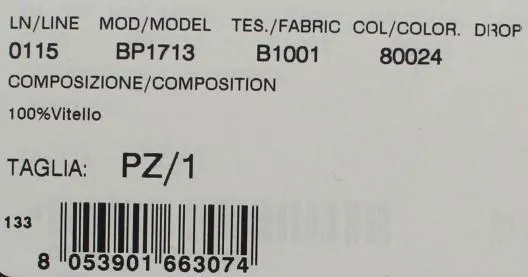 LN/LINE MOD/MODEL TES./FABRIC COL/COLOR. DROP
0115 BP1713 B1001 80024
COMPOSIZIONE/COMPOSITION
100%Vitello
TAGLIA: PZ/1
133
8 053901 663074